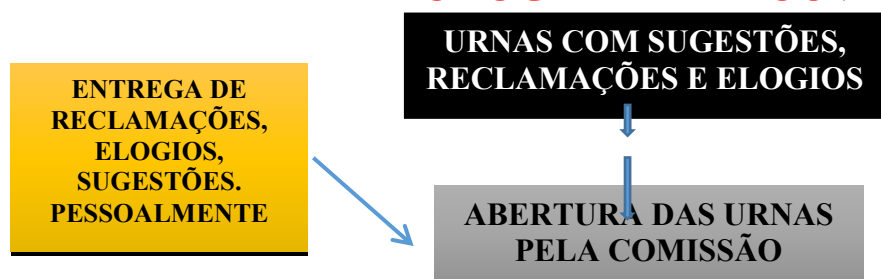 URNAS COM SUGESTÕES,
RECLAMAÇÕES E ELOGIOS
ENTREGA DE
RECLAMAÇÕES,
ELOGIOS,
SUGESTÕES.
PESSOALMENTE
ABERTURA DAS URNAS
PELA COMISSÃO